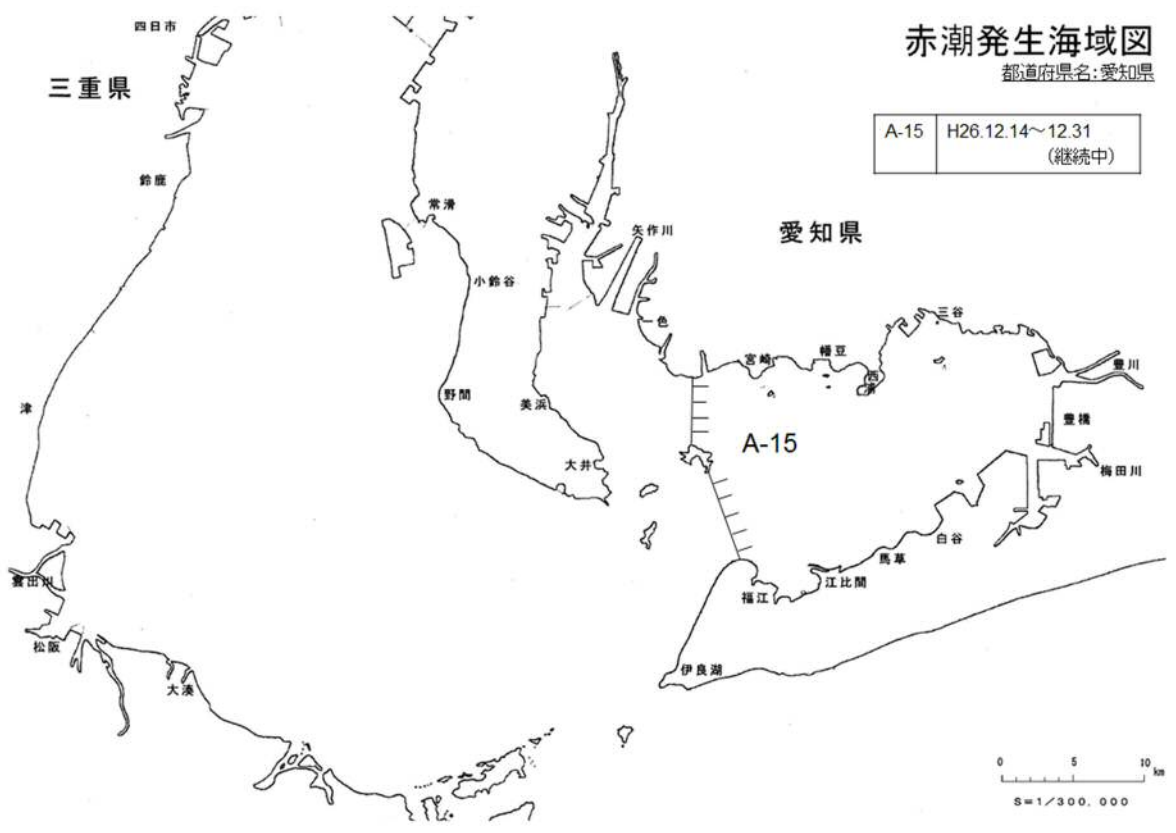 赤潮発生海域図
都道府県名:愛知県
A-15
H26.12.14～12.31
(継続中)
四日市
三重県
鈴鹿
常滑
矢作川
愛知県
小鈴谷
一色
三谷
宮崎
幡豆
西浦
豊川
津
野間
美浜
豊橋
A-15
大井
梅田川
白谷
馬草
雲出川
江比間
福江
松阪
伊良湖
大湊
0 5 10 km
S=1/300,000